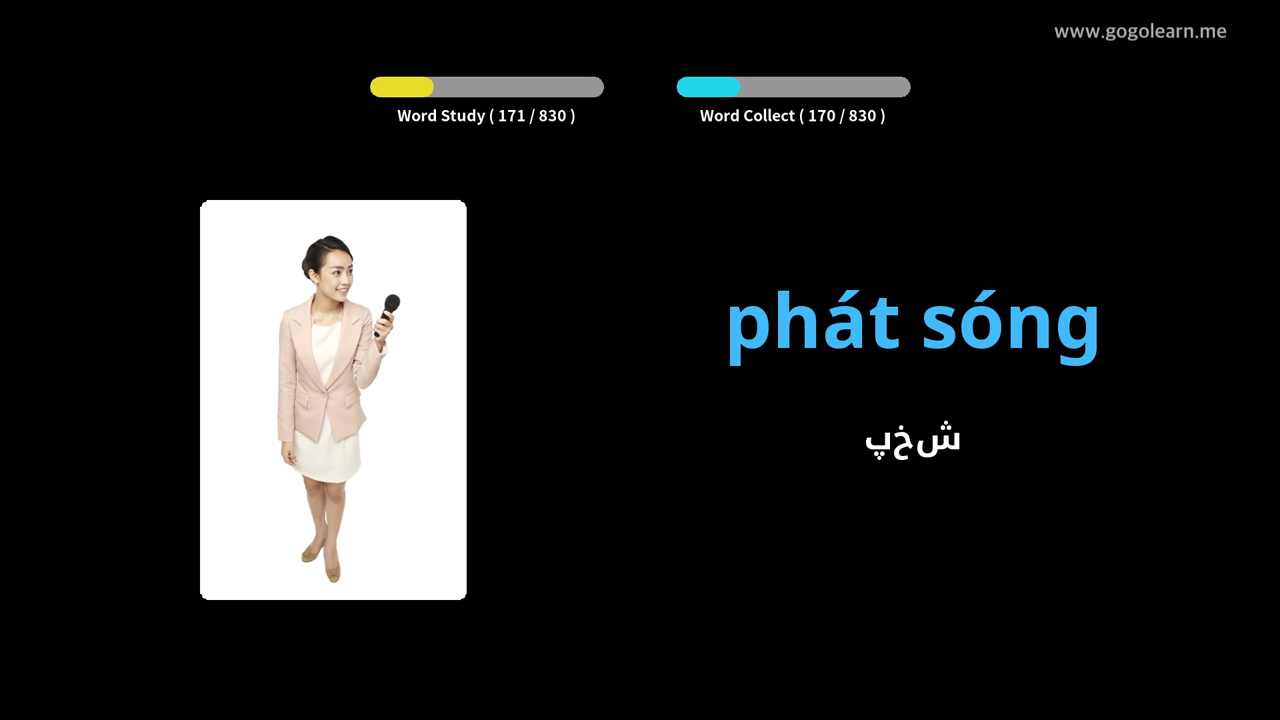 www.gogolearn.me
Word Study ( 171 / 830 )
Word Collect ( 170 / 830 )
phát sóng
شخپ